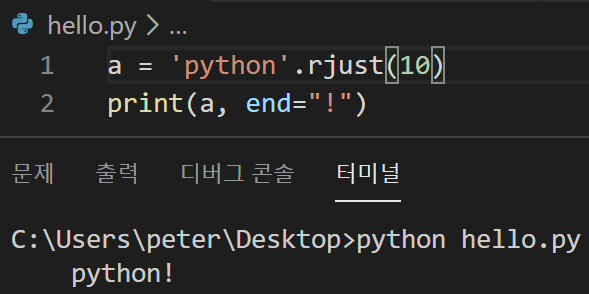 hello.py > ...
1 a = 'python'.rjust(10)
2 print(a, end="!")
문제 출력 디버그 콘솔 터미널
C:\Users\peter\Desktop>python hello.py
    python!